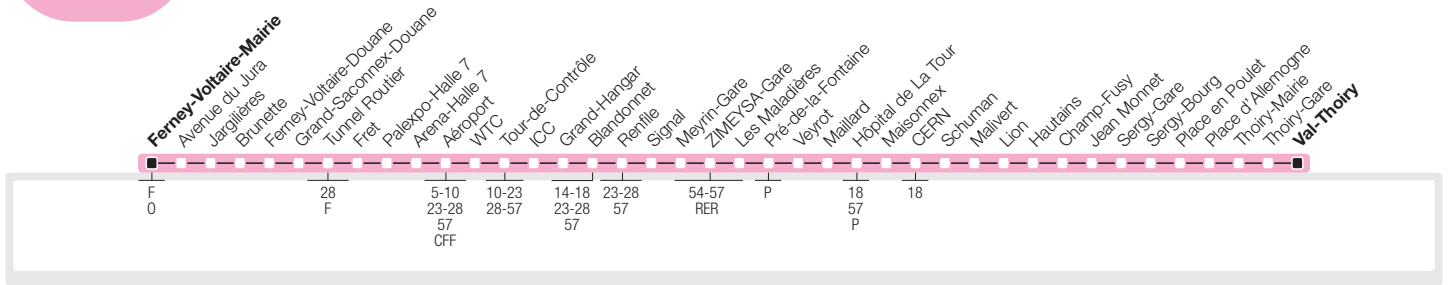 Ferney-Voltaire-Mairie
Avenue du Jura
Jargilières
Brunette
Ferney-Voltaire-Douane
Grand-Saconnex-Douane
Tunnel Routier
Fret
Palexpo-Halle 7
Arena-Halle 7
Aéroport
WTC
Tour-de-Contrôle
ICC
Grand-Hangar
Blandonnet
Renfile
Signal
Meyrin-Gare
ZIMEYSA-Gare
Les Maladières
Pré-de-la-Fontaine
Veyrot
Maillard
Hôpital de La Tour
Maisonnex
CERN
Schuman
Malivert
Lion
Hautains
Champ-Fusy
Jean Monnet
Sergy-Gare
Sergy-Bourg
Place en Poulet
Place d'Allemogne
Thoiry-Mairie
Thoiry-Gare
Val-Thoiry
F
O
28
F
5-10
23-28
57
CFF
10-23
28-57
14-18
23-28
57
23-28
57
54-57
RER
P
18
57
P
18